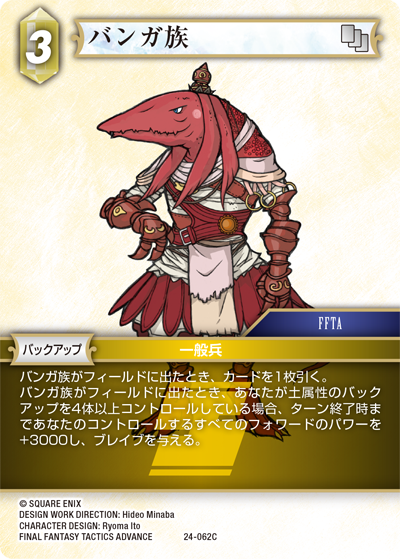 3
バンガ族
FFTA
バックアップ
一般兵
バンガ族がフィールドに出たとき、カードを1枚引く。
バンガ族がフィールドに出たとき、あなたが土属性のバック
アップを4体以上コントロールしている場合、ターン終了時ま
であなたのコントロールするすべてのフォワードのパワーを
+3000し、ブレイブを与える。
© SQUARE ENIX
DESIGN WORK DIRECTION: Hideo Minaba
CHARACTER DESIGN: Ryoma Ito
FINAL FANTASY TACTICS ADVANCE
24-062C